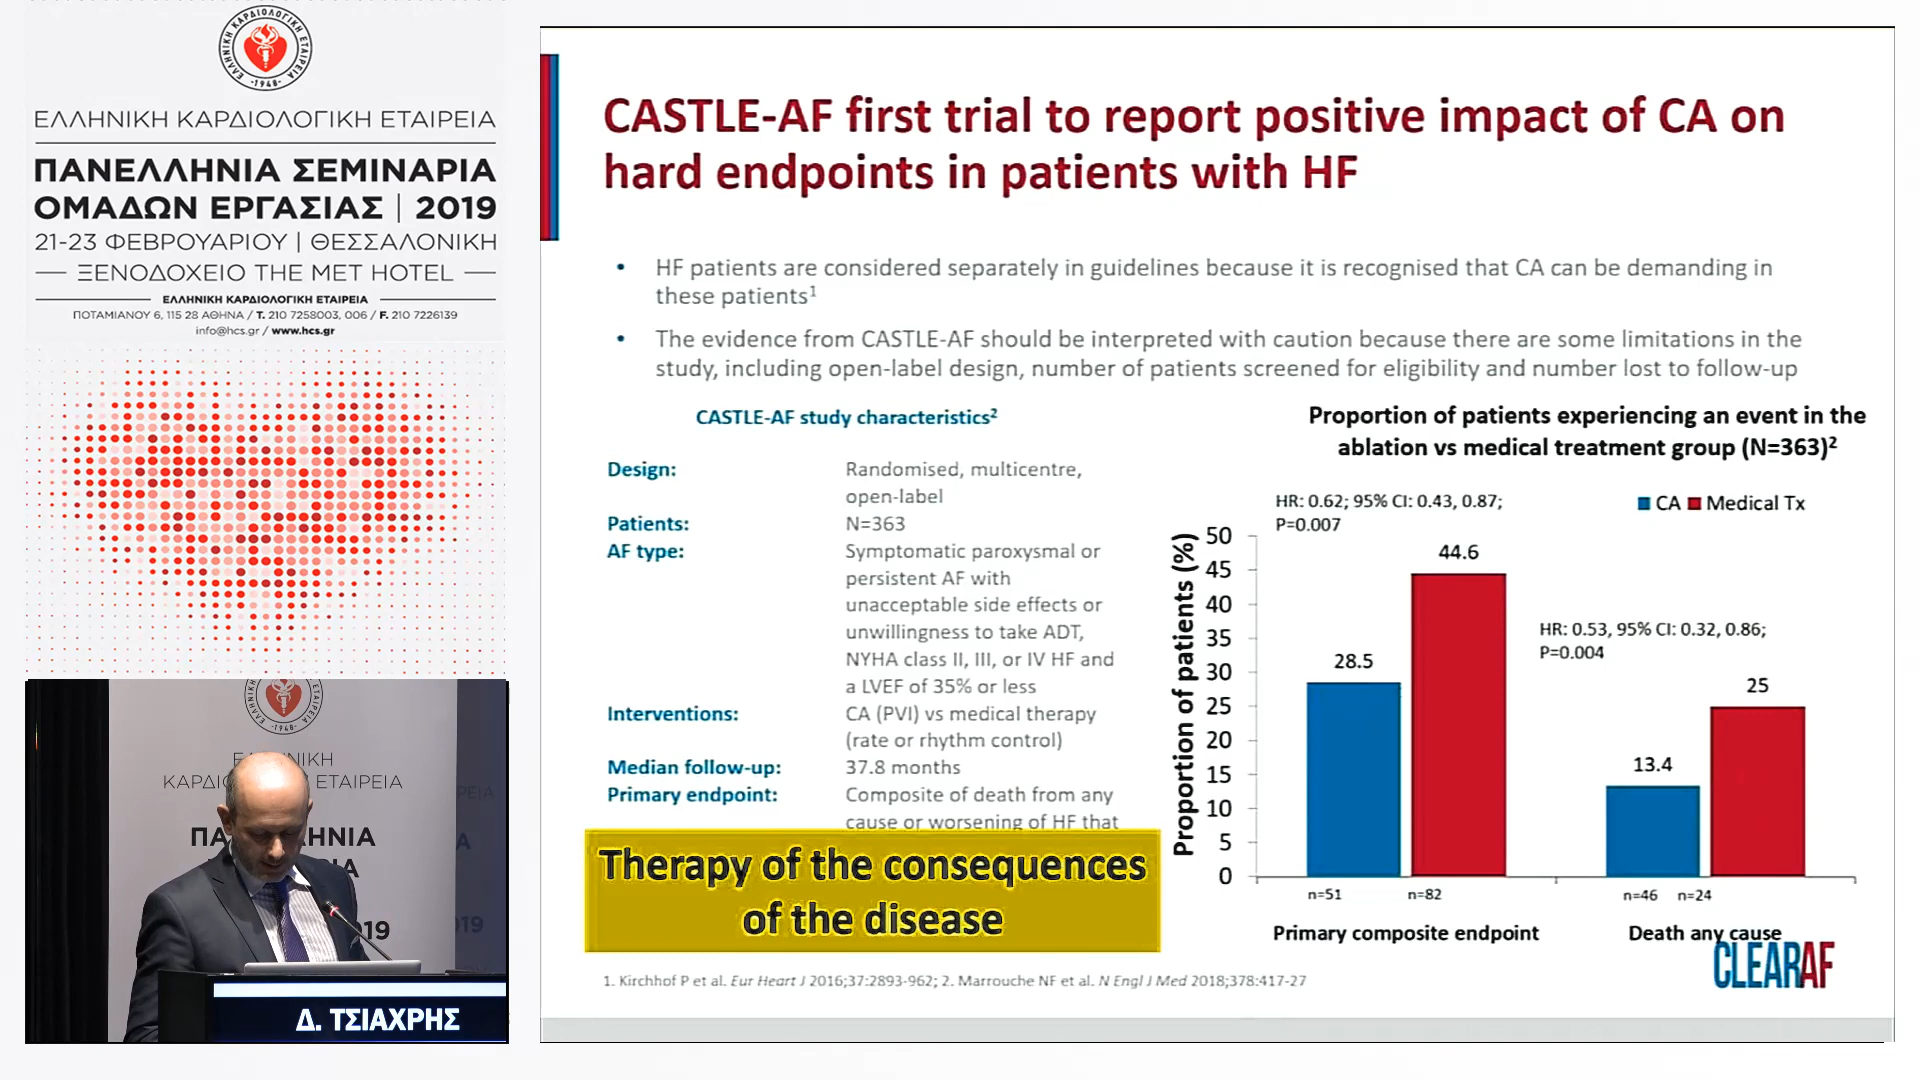 ΕΛΛΗΝΙΚΗ ΚΑΡΔΙΟΛΟΓΙΚΗ ΕΤΑΙΡΕΙΑ
-1948-
ΕΛΛΗΝΙΚΗ ΚΑΡΔΙΟΛΟΓΙΚΗ ΕΤΑΙΡΕΙΑ
ΠΑΝΕΛΛΗΝΙΑ ΣΕΜΙΝΑΡΙΑ
ΟΜΑΔΩΝ ΕΡΓΑΣΙΑΣ | 2019
21-23 ΦΕΒΡΟΥΑΡΙΟΥ | ΘΕΣΣΑΛΟΝΙΚΗ
ΞΕΝΟΔΟΧΕΙΟ THE MET HOTEL
ΕΛΛΗΝΙΚΗ ΚΑΡΔΙΟΛΟΓΙΚΗ ΕΤΑΙΡΕΙΑ
ΠΟΤΑΜΙΑΝΟΥ 6, 115 28 ΑΘΗΝΑ / T. 210 7258003, 006 / F. 210 7226139
info@hcs.gr / www.hcs.gr
ΕΤΑΙΡΕΙΑ
2019
Δ. ΤΣΙΑΧΡΗΣ
CASTLE-AF first trial to report positive impact of CA on
hard endpoints in patients with HF
• HF patients are considered separately in guidelines because it is recognised that CA can be demanding in
these patients1
• The evidence from CASTLE-AF should be interpreted with caution because there are some limitations in the
study, including open-label design, number of patients screened for eligibility and number lost to follow-up
CASTLE-AF study characteristics2
Design: Randomised, multicentre,
open-label
Patients: N=363
AF type: Symptomatic paroxysmal or
persistent AF with
unacceptable side effects or
unwillingness to take ADT,
NYHA class II, III, or IV HF and
a LVEF of 35% or less
Interventions: CA (PVI) vs medical therapy
(rate or rhythm control)
Median follow-up: 37.8 months
Primary endpoint: Composite of death from any
cause or worsening of HF that
Therapy of the consequences
of the disease
Proportion of patients experiencing an event in the
ablation vs medical treatment group (N=363)2
HR: 0.62; 95% CI: 0.43, 0.87;
P=0.007
CA Medical Tx
Proportion of patients (%)
50
45
40
35
30
25
20
15
10
5
0
28.5
44.6
HR: 0.53, 95% CI: 0.32, 0.86;
P=0.004
13.4
25
n=51 n=82 n=46 n=24
Primary composite endpoint Death any cause
CLEARAF
1. Kirchhof P et al. Eur Heart J 2016;37:2893-962; 2. Marrouche NF et al. N Engl J Med 2018;378:417-27